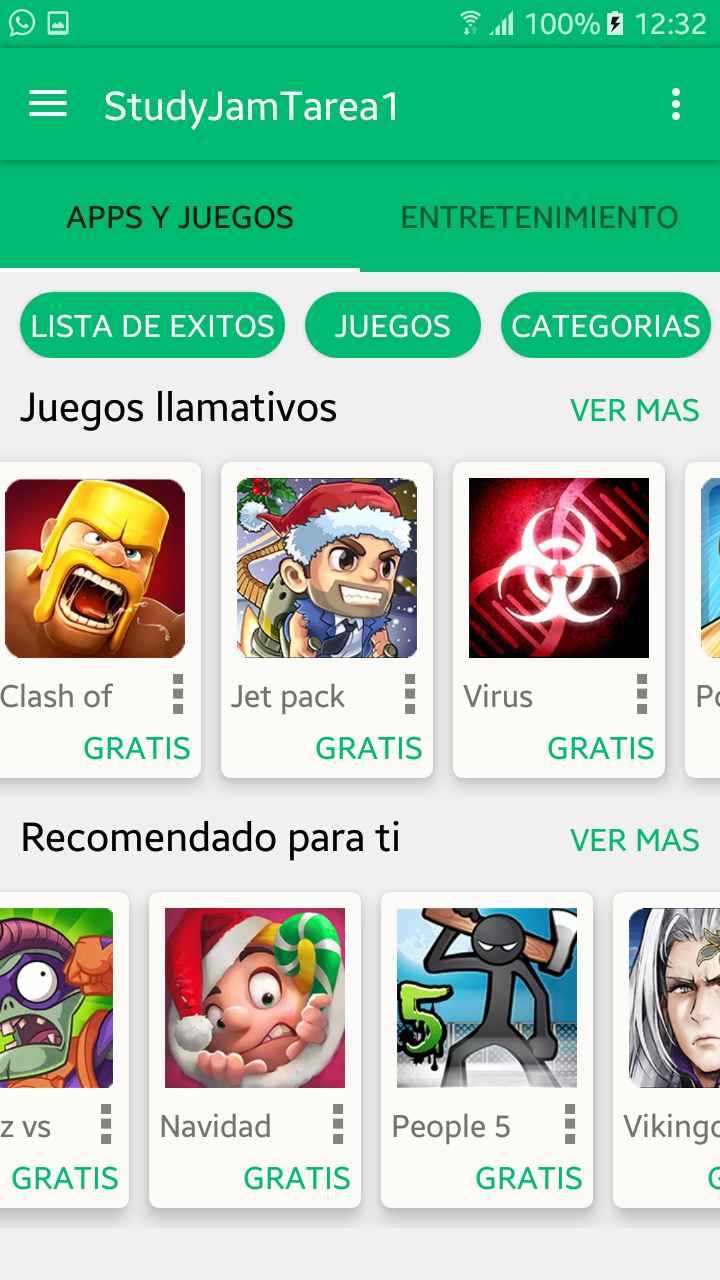 100% 12:32
StudyJamTarea1
APPS Y JUEGOS ENTRETENIMIENTO
LISTA DE EXITOS JUEGOS CATEGORIAS
Juegos llamativos VER MAS
Clash of Jet pack Virus
GRATIS GRATIS GRATIS
Recomendado para ti VER MAS
5
z vs Navidad People 5 Vikingo
GRATIS GRATIS GRATIS G